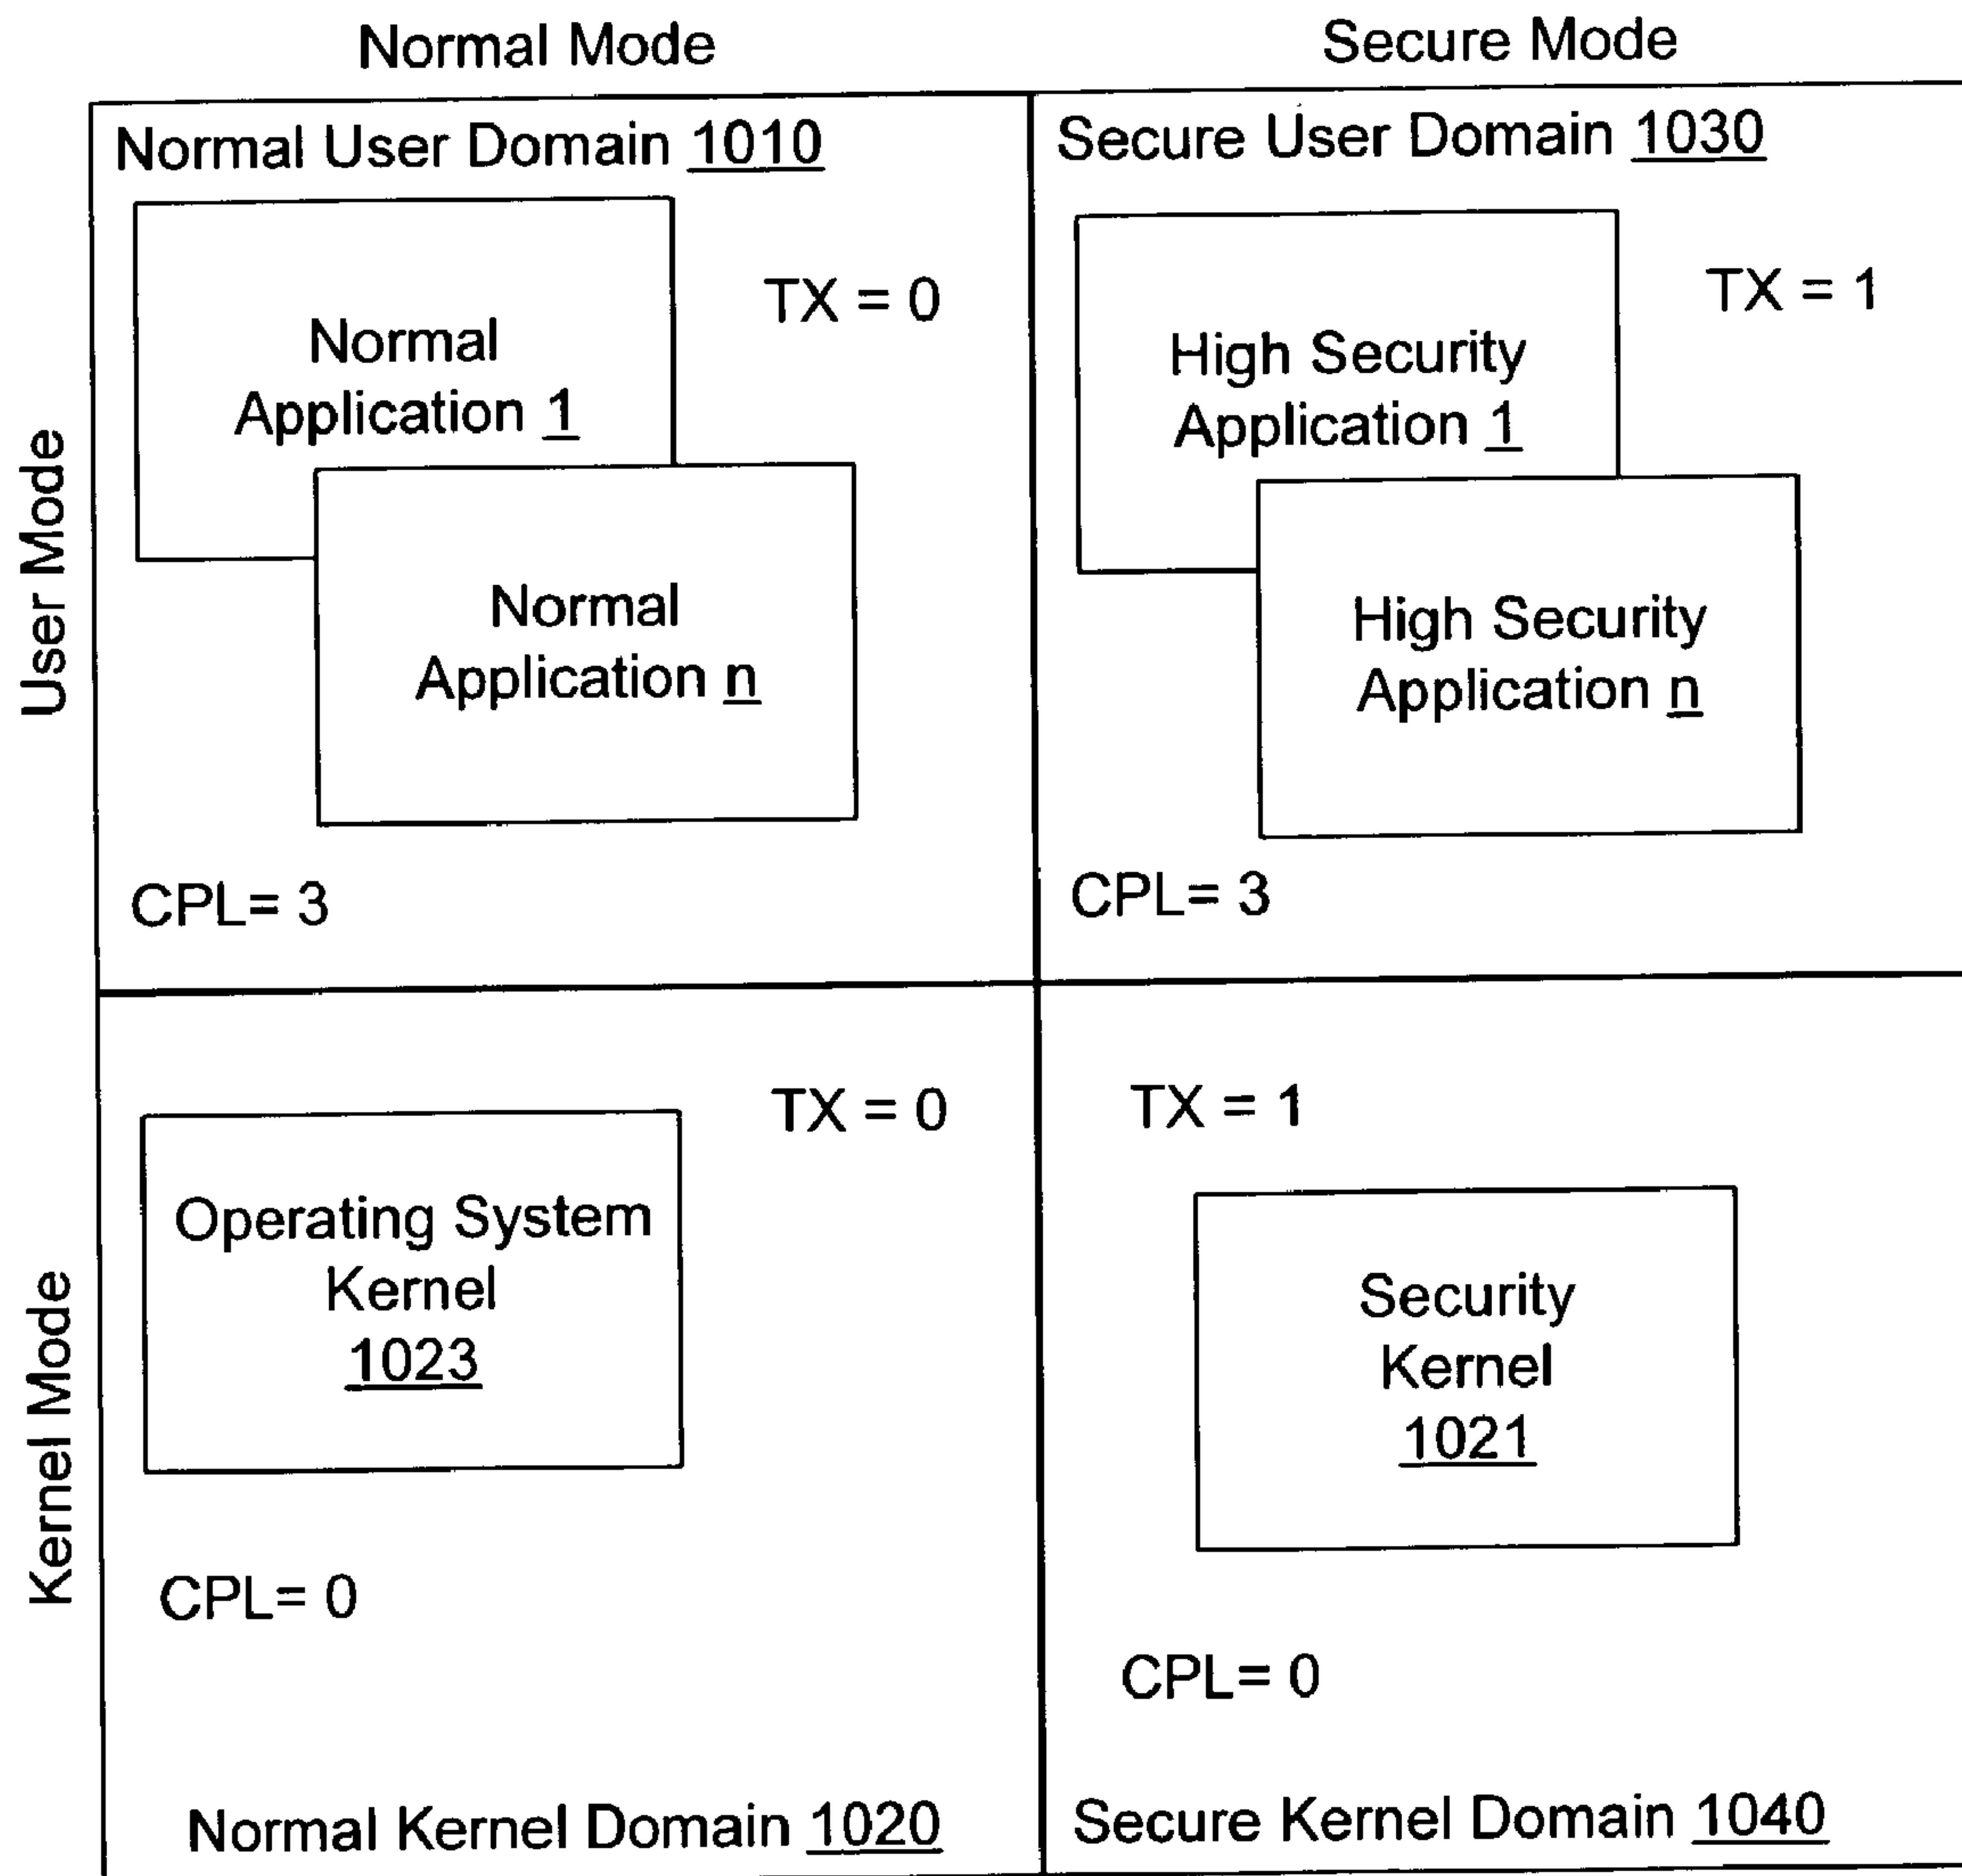 Normal Mode
Secure Mode
User Mode
Normal User Domain 1010
TX = 0
Normal
Application 1
Normal
Application n
CPL= 3
Secure User Domain 1030
TX = 1
High Security
Application 1
High Security
Application n
CPL= 3
Kernel Mode
TX = 0
Operating System
Kernel
1023
CPL= 0
Normal Kernel Domain 1020
TX = 1
Security
Kernel
1021
CPL= 0
Secure Kernel Domain 1040